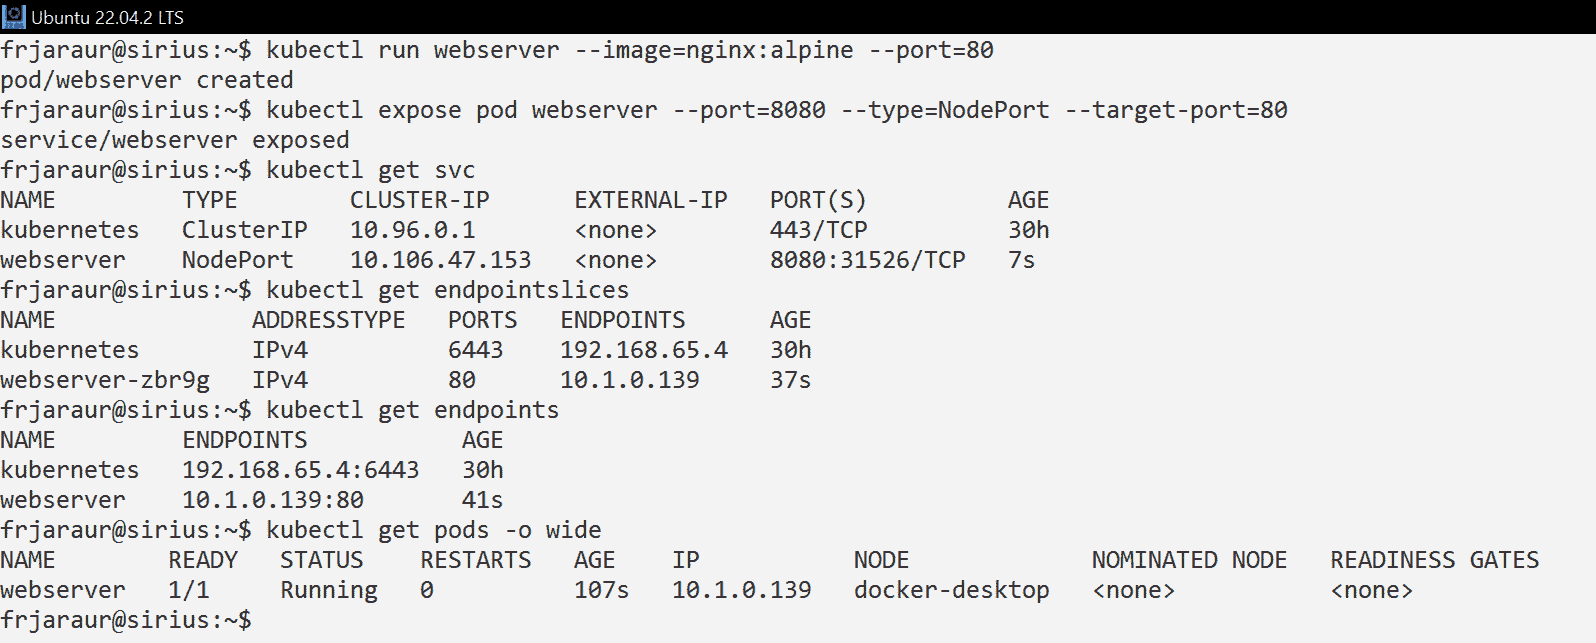 Ubuntu 22.04.2 LTS
frjaraur@sirius:~$ kubectl run webserver --image=nginx:alpine --port=80
pod/webserver created
frjaraur@sirius:~$ kubectl expose pod webserver --port=8080 --type=NodePort --target-port=80
service/webserver exposed
frjaraur@sirius:~$ kubectl get svc
NAME         TYPE        CLUSTER-IP      EXTERNAL-IP   PORT(S)          AGE
kubernetes   ClusterIP   10.96.0.1       <none>        443/TCP          30h
webserver    NodePort    10.106.47.153   <none>        8080:31526/TCP   7s
frjaraur@sirius:~$ kubectl get endpointslices
NAME              ADDRESSTYPE   PORTS   ENDPOINTS      AGE
kubernetes        IPv4          6443    192.168.65.4   30h
webserver-zbr9g   IPv4          80      10.1.0.139     37s
frjaraur@sirius:~$ kubectl get endpoints
NAME         ENDPOINTS           AGE
kubernetes   192.168.65.4:6443   30h
webserver    10.1.0.139:80       41s
frjaraur@sirius:~$ kubectl get pods -o wide
NAME        READY   STATUS    RESTARTS   AGE    IP           NODE             NOMINATED NODE   READINESS GATES
webserver   1/1     Running   0          107s   10.1.0.139   docker-desktop   <none>           <none>
frjaraur@sirius:~$